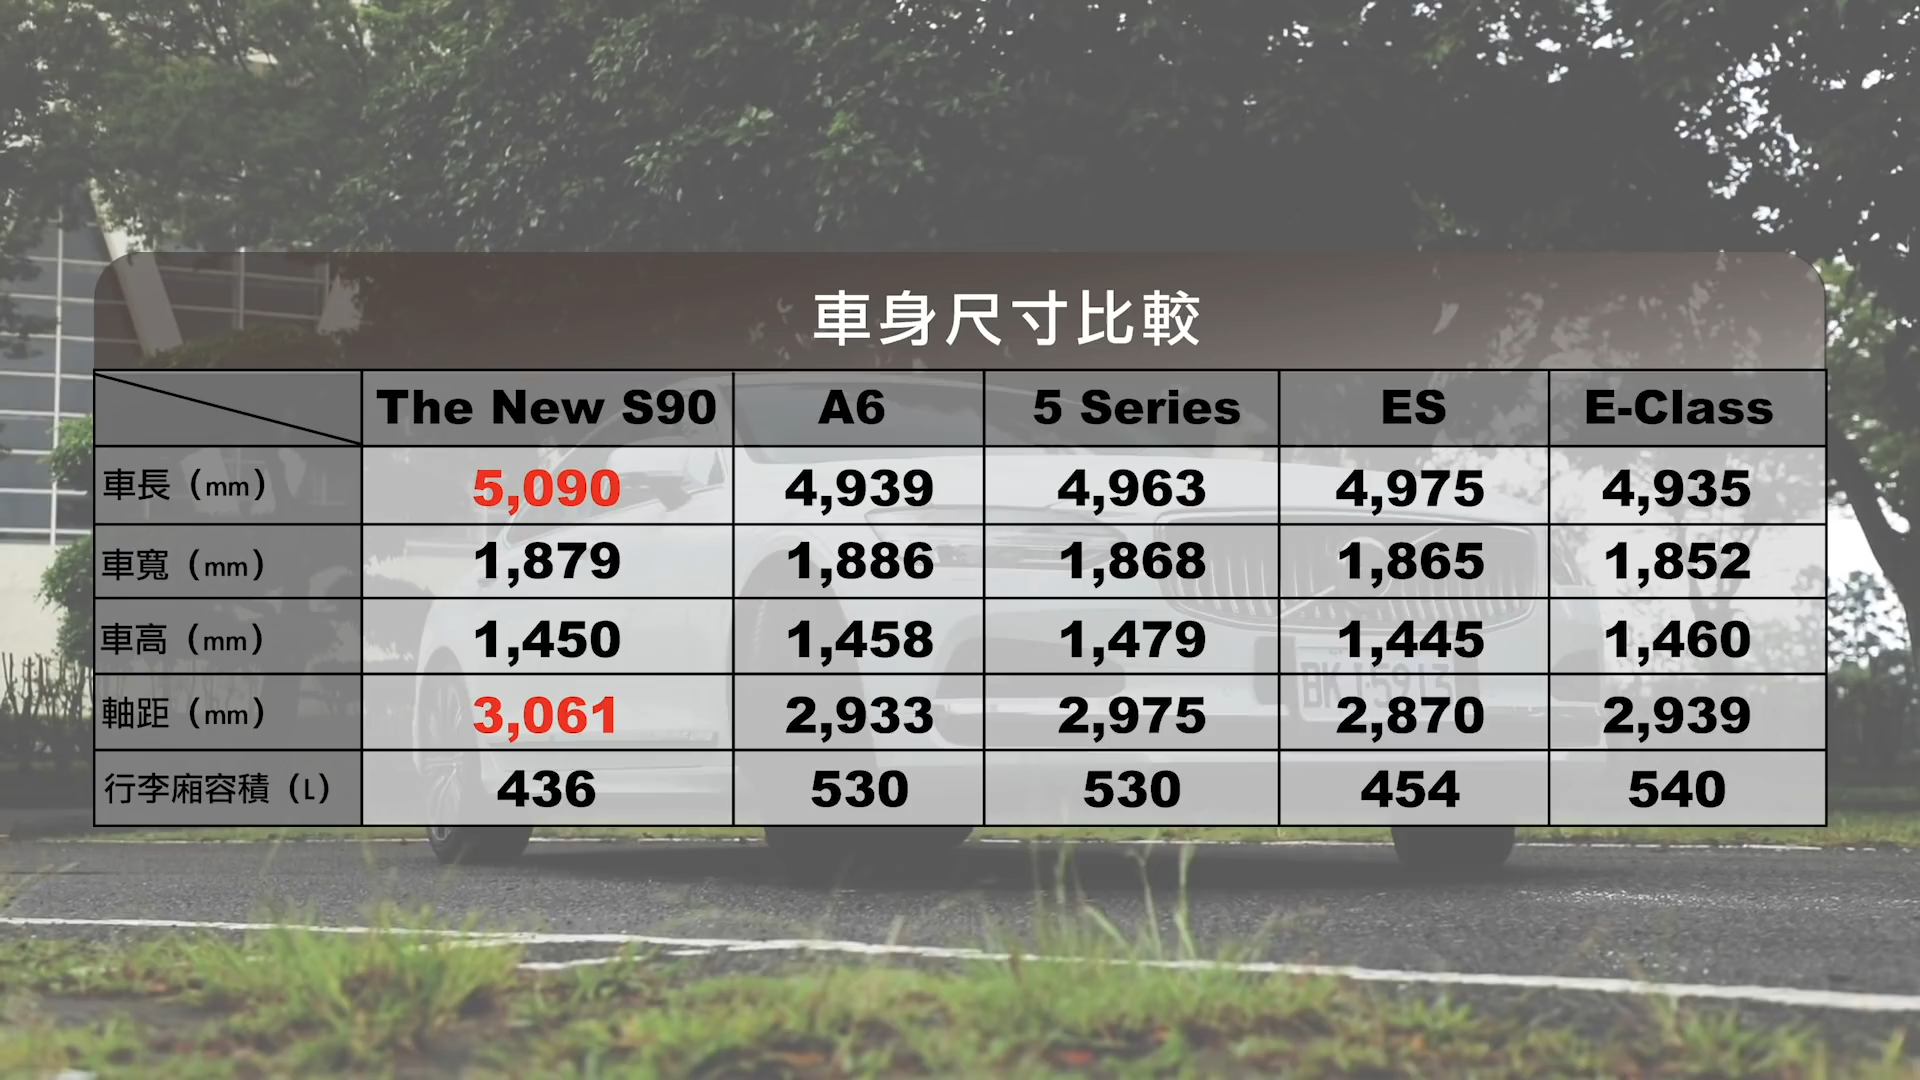 車身尺寸比較
The New S90 A6 5 Series ES E-Class
車長（mm） 5,090 4,939 4,963 4,975 4,935
車寬（mm） 1,879 1,886 1,868 1,865 1,852
車高（mm） 1,450 1,458 1,479 1,445 1,460
軸距（mm） 3,061 2,933 2,975 2,870 2,939
行李廂容積（L） 436 530 530 454 540